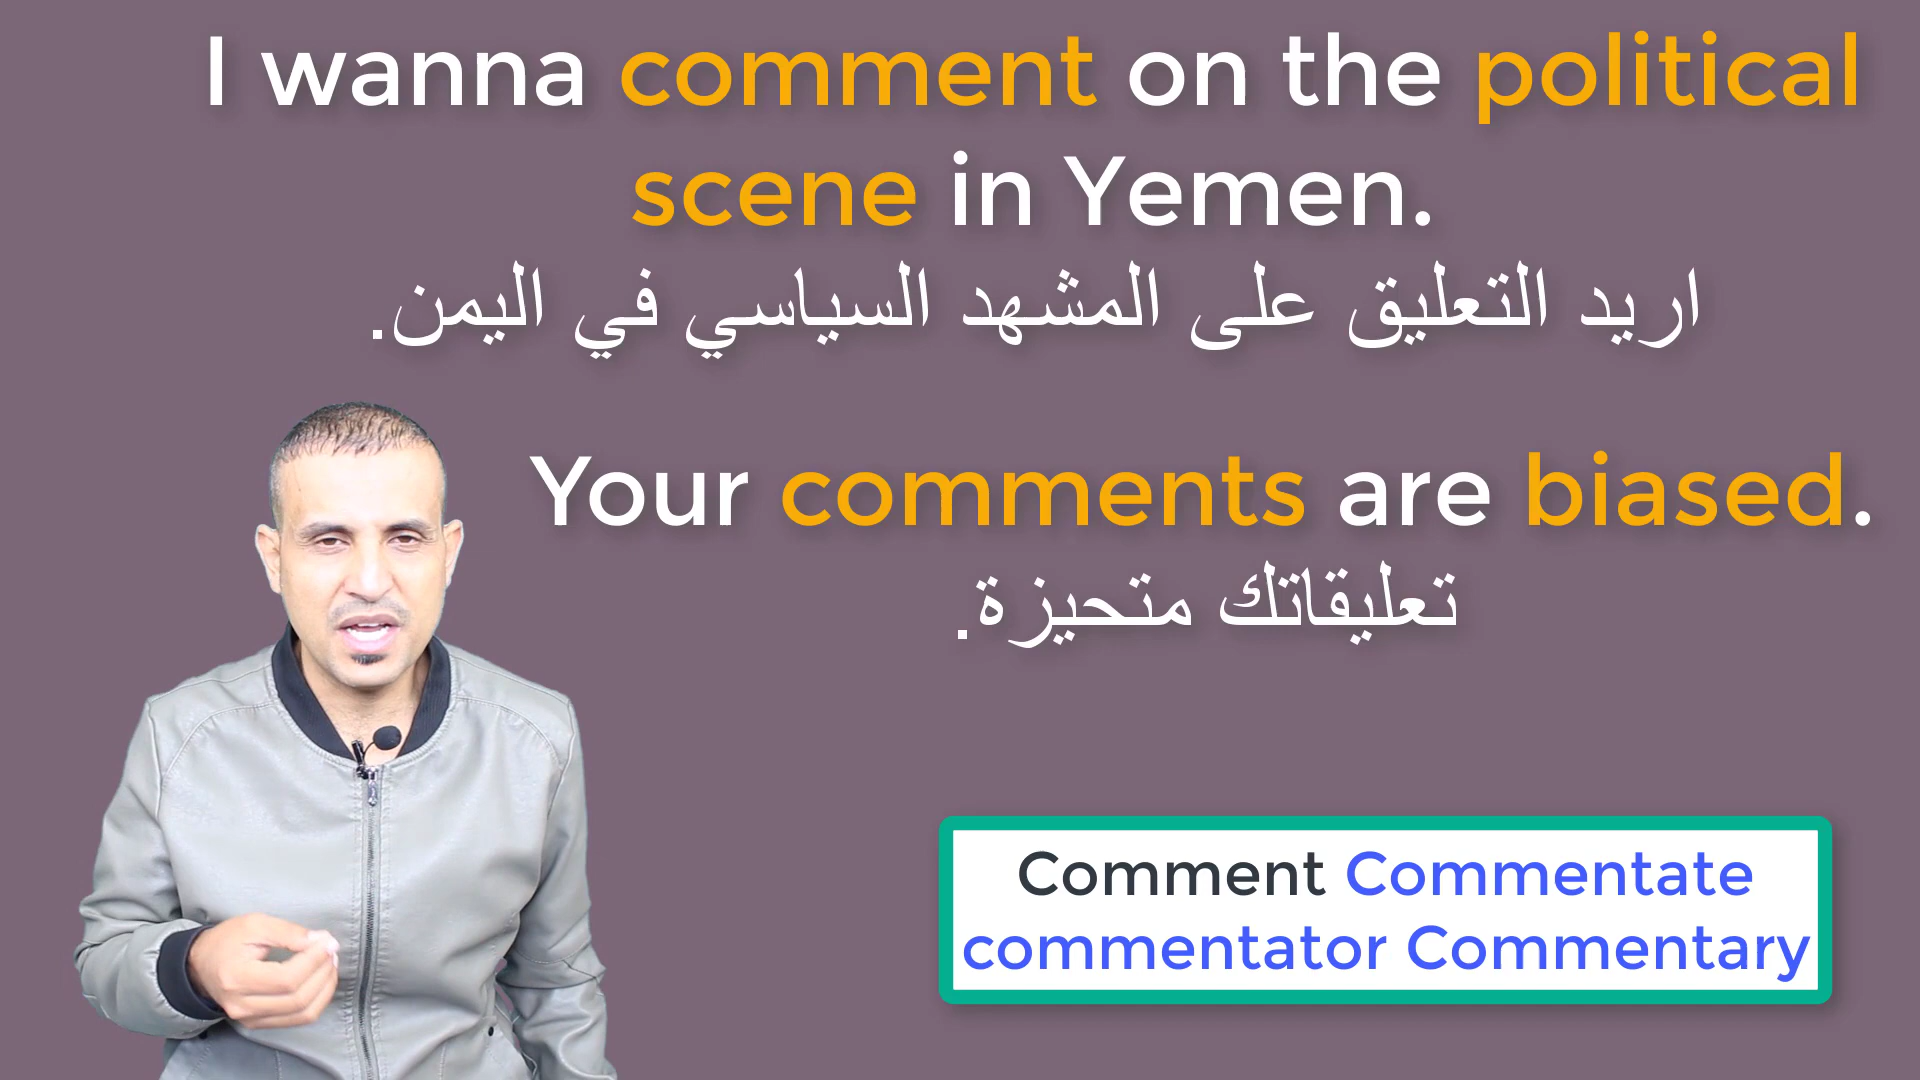 I wanna comment on the political
scene in Yemen.
اريد التعليق على المشهد السياسي في اليمن.
Your comments are biased.
تعليقاتك متحيزة.
Comment Commentate
commentator Commentary